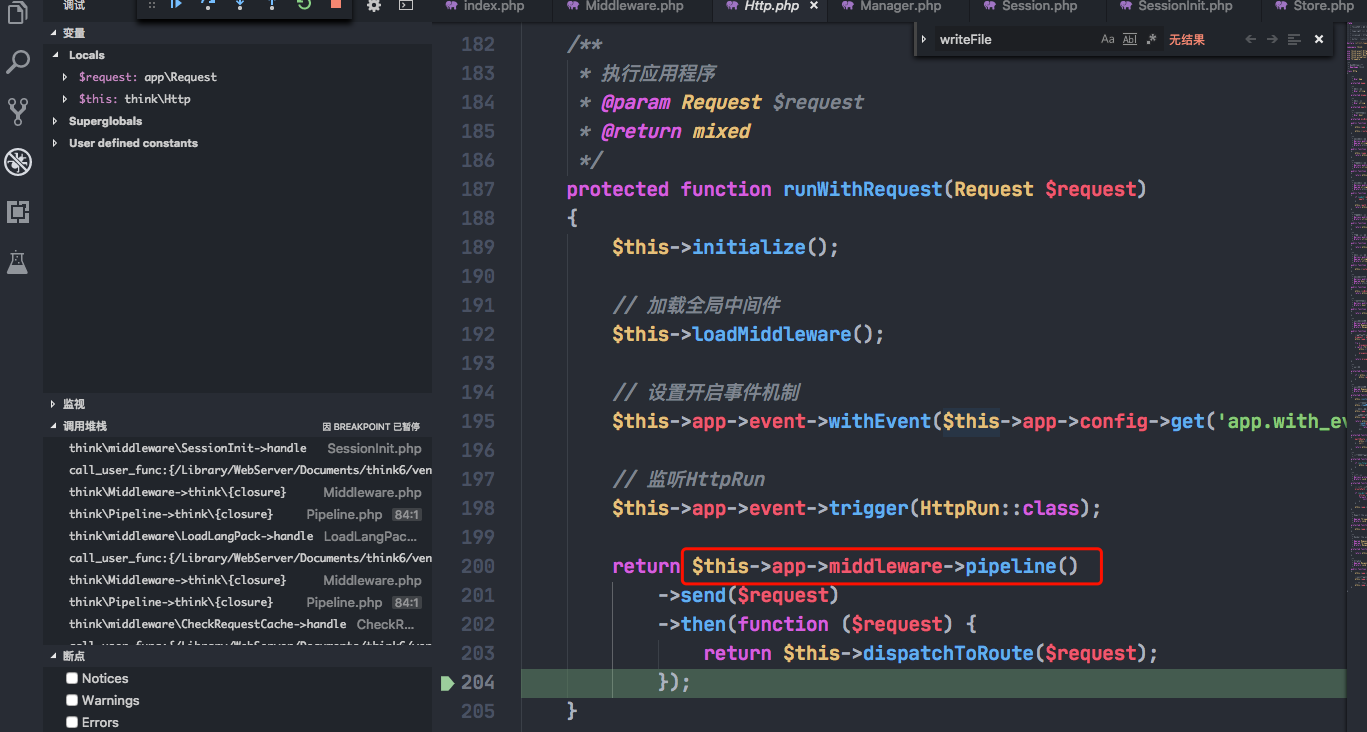 调试
index.php
Middleware.php
Http.php
Manager.php
Session.php
SessionInit.php
Store.php
变量
Locals
$request: app\Request
$this: think\Http
Superglobals
User defined constants
监视
调用堆栈
因 BREAKPOINT 已暂停
think\middleware\SessionInit->handle SessionInit.php
call_user_func:{/Library/WebServer/Documents/think6/ven
think\Middleware->think\{closure} Middleware.php
think\Pipeline->think\{closure} Pipeline.php 84:1
think\middleware\LoadLangPack->handle LoadLangPac...
call_user_func:{/Library/WebServer/Documents/think6/ven
think\Middleware->think\{closure} Middleware.php
think\Pipeline->think\{closure} Pipeline.php 84:1
think\middleware\CheckRequestCache->handle CheckR...
call_user_func:{/Library/WebServer/Documents/think6/ven
断点
Notices
Warnings
Errors
writeFile
Aa
Abl
.*
无结果
182 /**
183 * 执行应用程序
184 * @param Request $request
185 * @return mixed
186 */
187 protected function runWithRequest(Request $request)
188 {
189 $this->initialize();
190
191 // 加载全局中间件
192 $this->loadMiddleware();
193
194 // 设置开启事件机制
195 $this->app->event->withEvent($this->app->config->get('app.with_ev
196
197 // 监听HttpRun
198 $this->app->event->trigger(HttpRun::class);
199
200 return $this->app->middleware->pipeline()
201 ->send($request)
202 ->then(function ($request) {
203 return $this->dispatchToRoute($request);
204 });
205 }